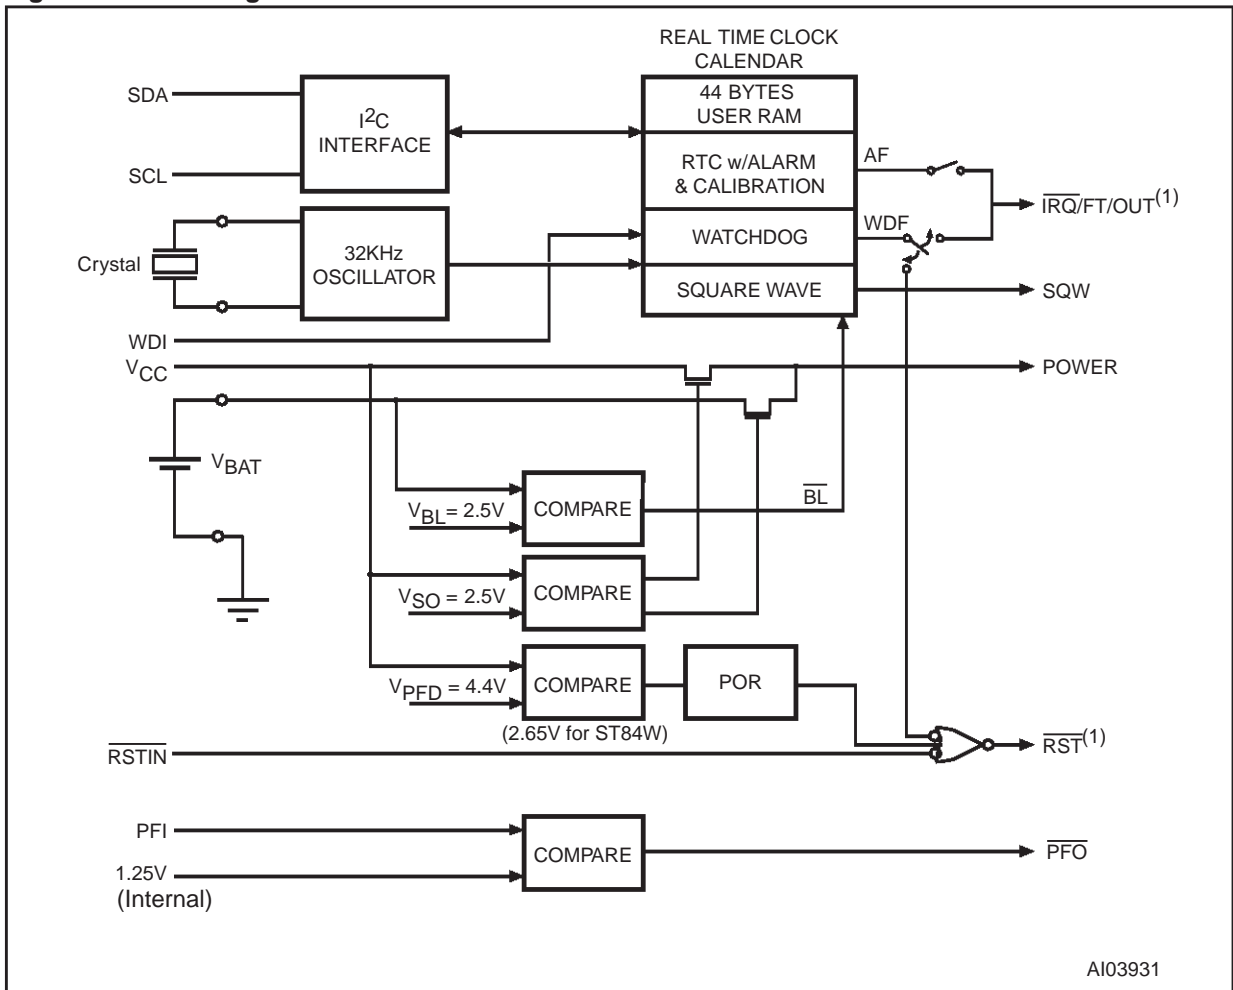 REAL TIME CLOCK
CALENDAR
SDA
SCL
I2C
INTERFACE
44 BYTES
USER RAM
RTC w/ALARM
& CALIBRATION
WATCHDOG
SQUARE WAVE
AF
WDF
IRQ/FT/OUT(1)
SQW
Crystal
32KHz
OSCILLATOR
WDI
VCC
POWER
VBAT
VBL = 2.5V
COMPARE
BL
VSO = 2.5V
COMPARE
VPFD = 4.4V
COMPARE
POR
(2.65V for ST84W)
RSTIN
RST(1)
PFI
1.25V
(Internal)
COMPARE
PFO
AI03931